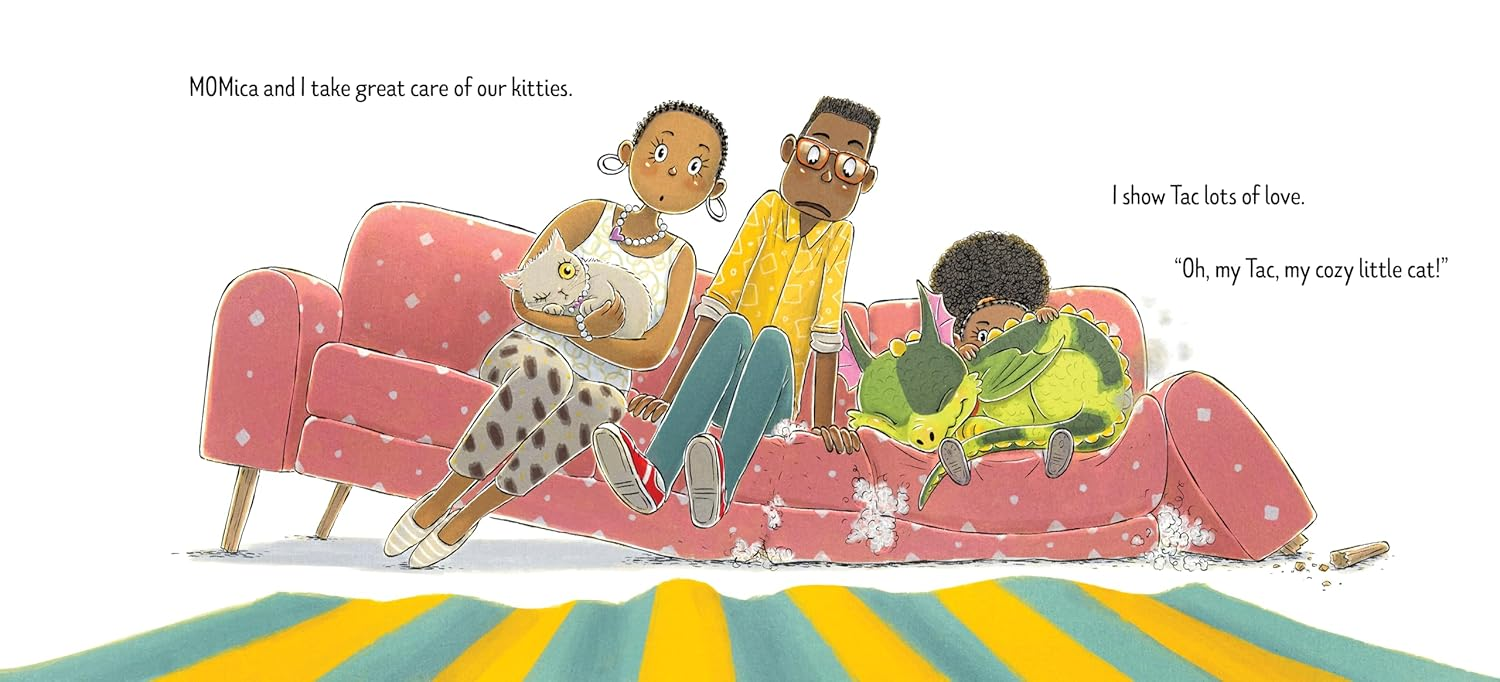 MOMica and I take great care of our kitties.
I show Tac lots of love.
“Oh, my Tac, my cozy little cat!”